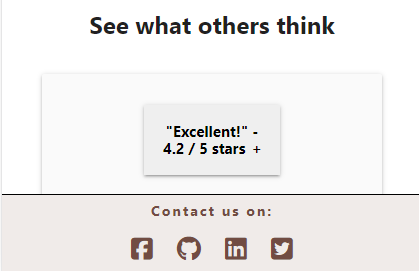 See what others think
"Excellent!" -
4.2 / 5 stars +
Contact us on: